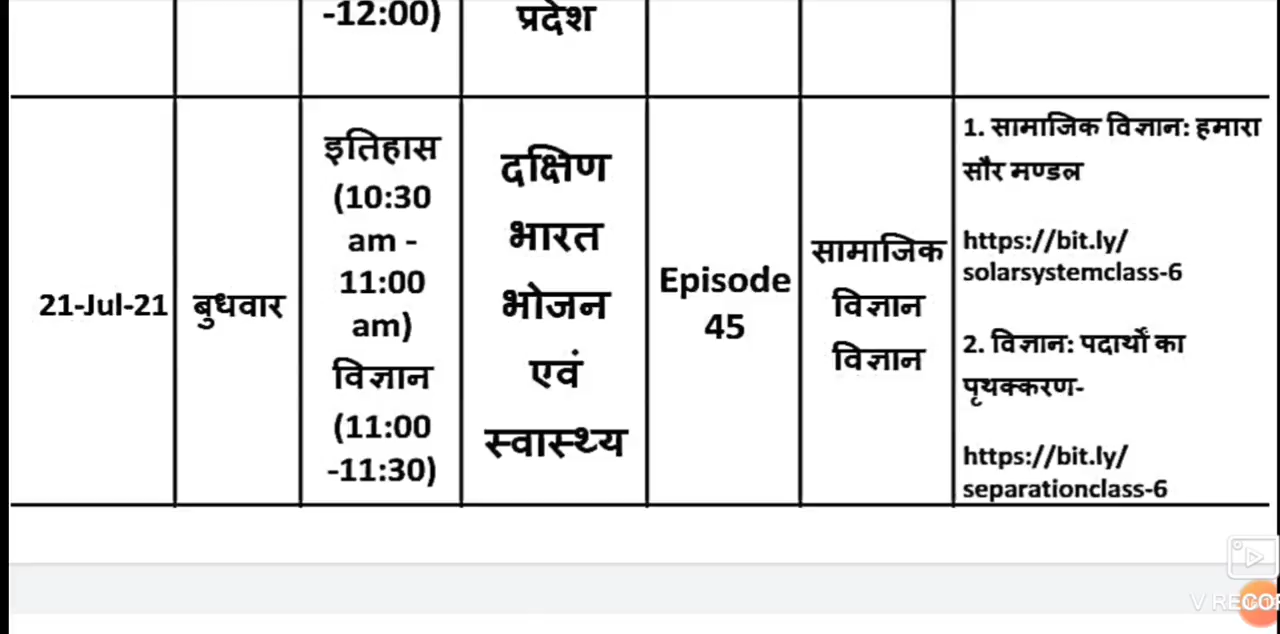 -12:00)
प्रदेश
21-Jul-21
बुधवार
इतिहास
(10:30
am -
11:00
am)
विज्ञान
(11:00
-11:30)
दक्षिण
भारत
भोजन
एवं
स्वास्थ्य
Episode
45
सामाजिक
विज्ञान
विज्ञान
1. सामाजिक विज्ञान: हमारा
सौर मण्डल
https://bit.ly/
solarsystemclass-6
2. विज्ञान: पदार्थों का
पृथक्करण-
https://bit.ly/
separationclass-6